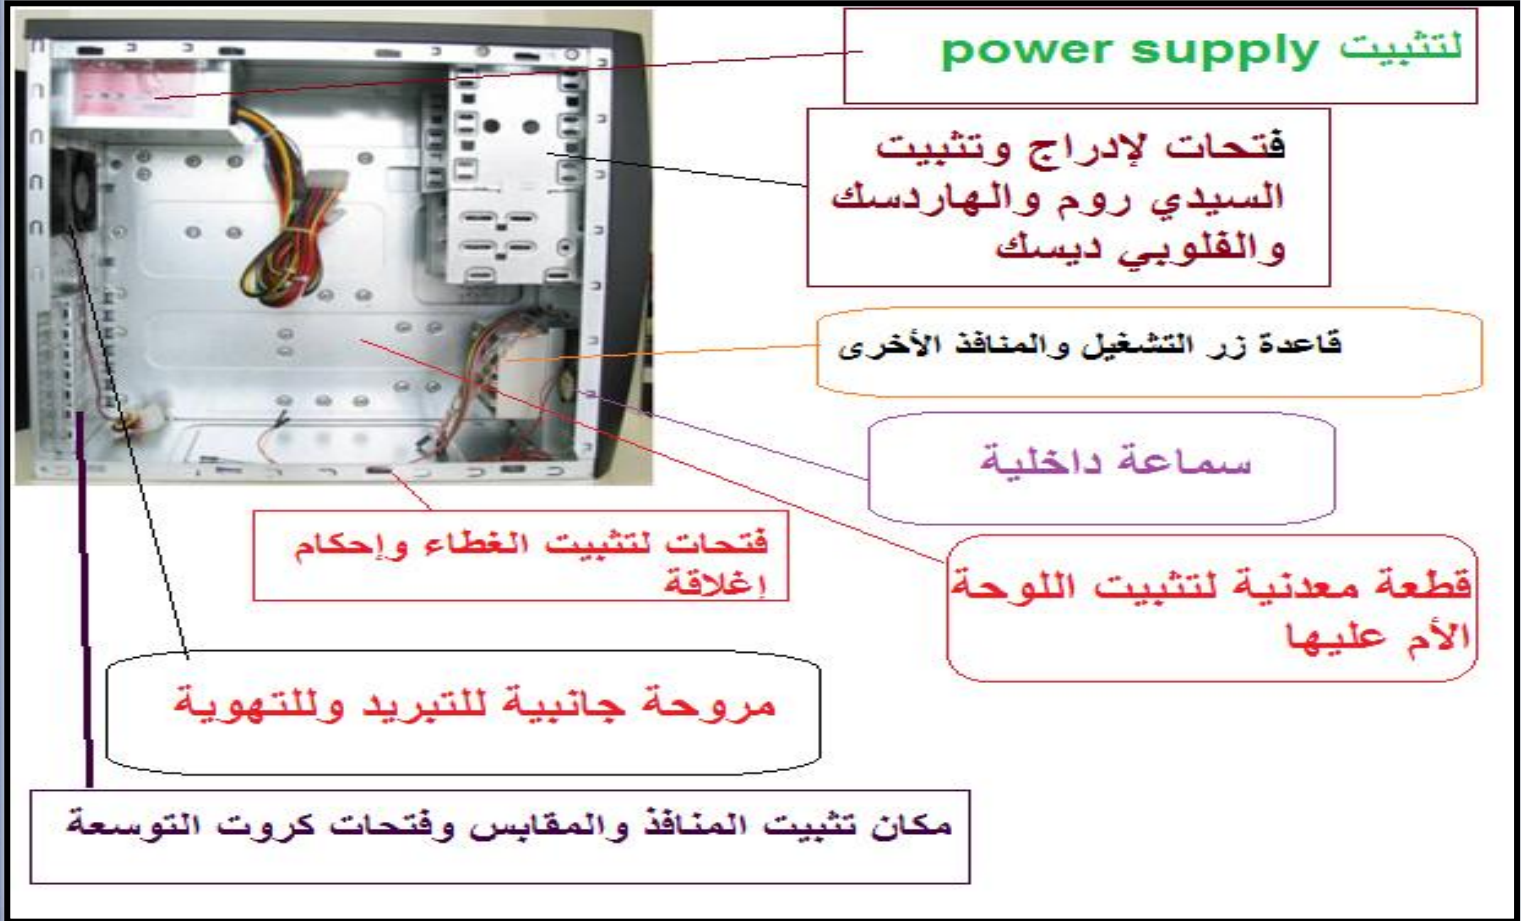 لتثبيت power supply
فتحات لإدراج وتثبيت
السيدي روم والهاردسك
والفلوبي ديسك
قاعدة زر التشغيل والمنافذ الأخرى
سماعة داخلية
فتحات لتثبيت الغطاء وإحكام
إغلاقة
قطعة معدنية لتثبيت اللوحة
الأم عليها
مروحة جانبية للتبريد وللتهوية
مكان تثبيت المنافذ والمقابس وفتحات كروت التوسعة